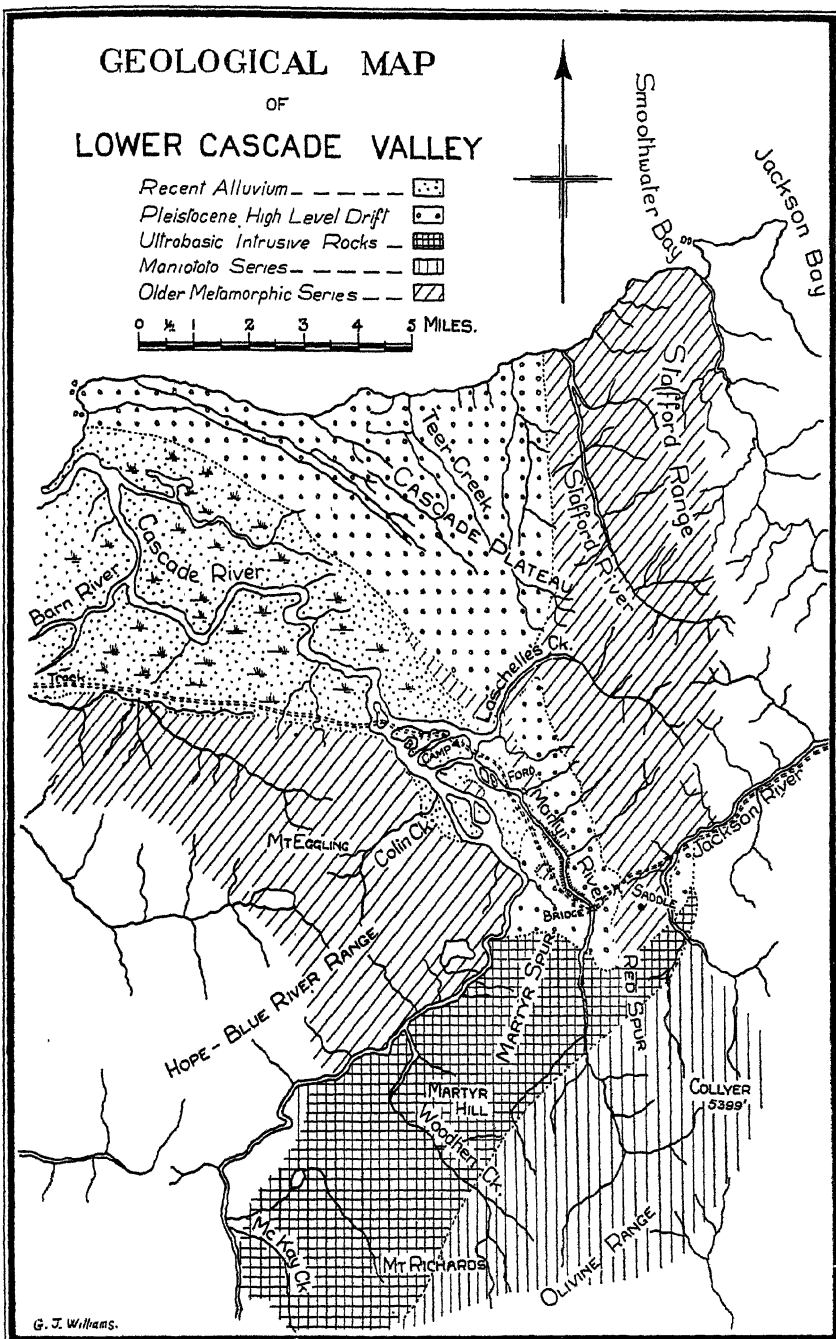 GEOLOGICAL MAP
OF
LOWER CASCADE VALLEY
Recent Alluvium
Pleistocene High Level Drift
Ultrabasic Intrusive Rocks
Maniototo Series
Older Metamorphic Series
0 ½ 1 2 3 4 5 MILES.
Smoothwater Bay
Jackson Bay
Stafford Range
Teer Creek
CASCADE PLATEAU
Stafford River
Cascade River
Barn River
Track
Laschelles Ck.
CAMP
FORD
Martyr River
Jackson River
MT EGGLING
Colin Ck
BRIDGE
SADDLE
HOPE-BLUE RIVER RANGE
MARTYR SPUR
RED SPUR
MARTYR HILL
COLLYER
5399'
Woodhen Ck.
McKay Ck
MT RICHARDS
OLIVINE RANGE
G. J. Williams.